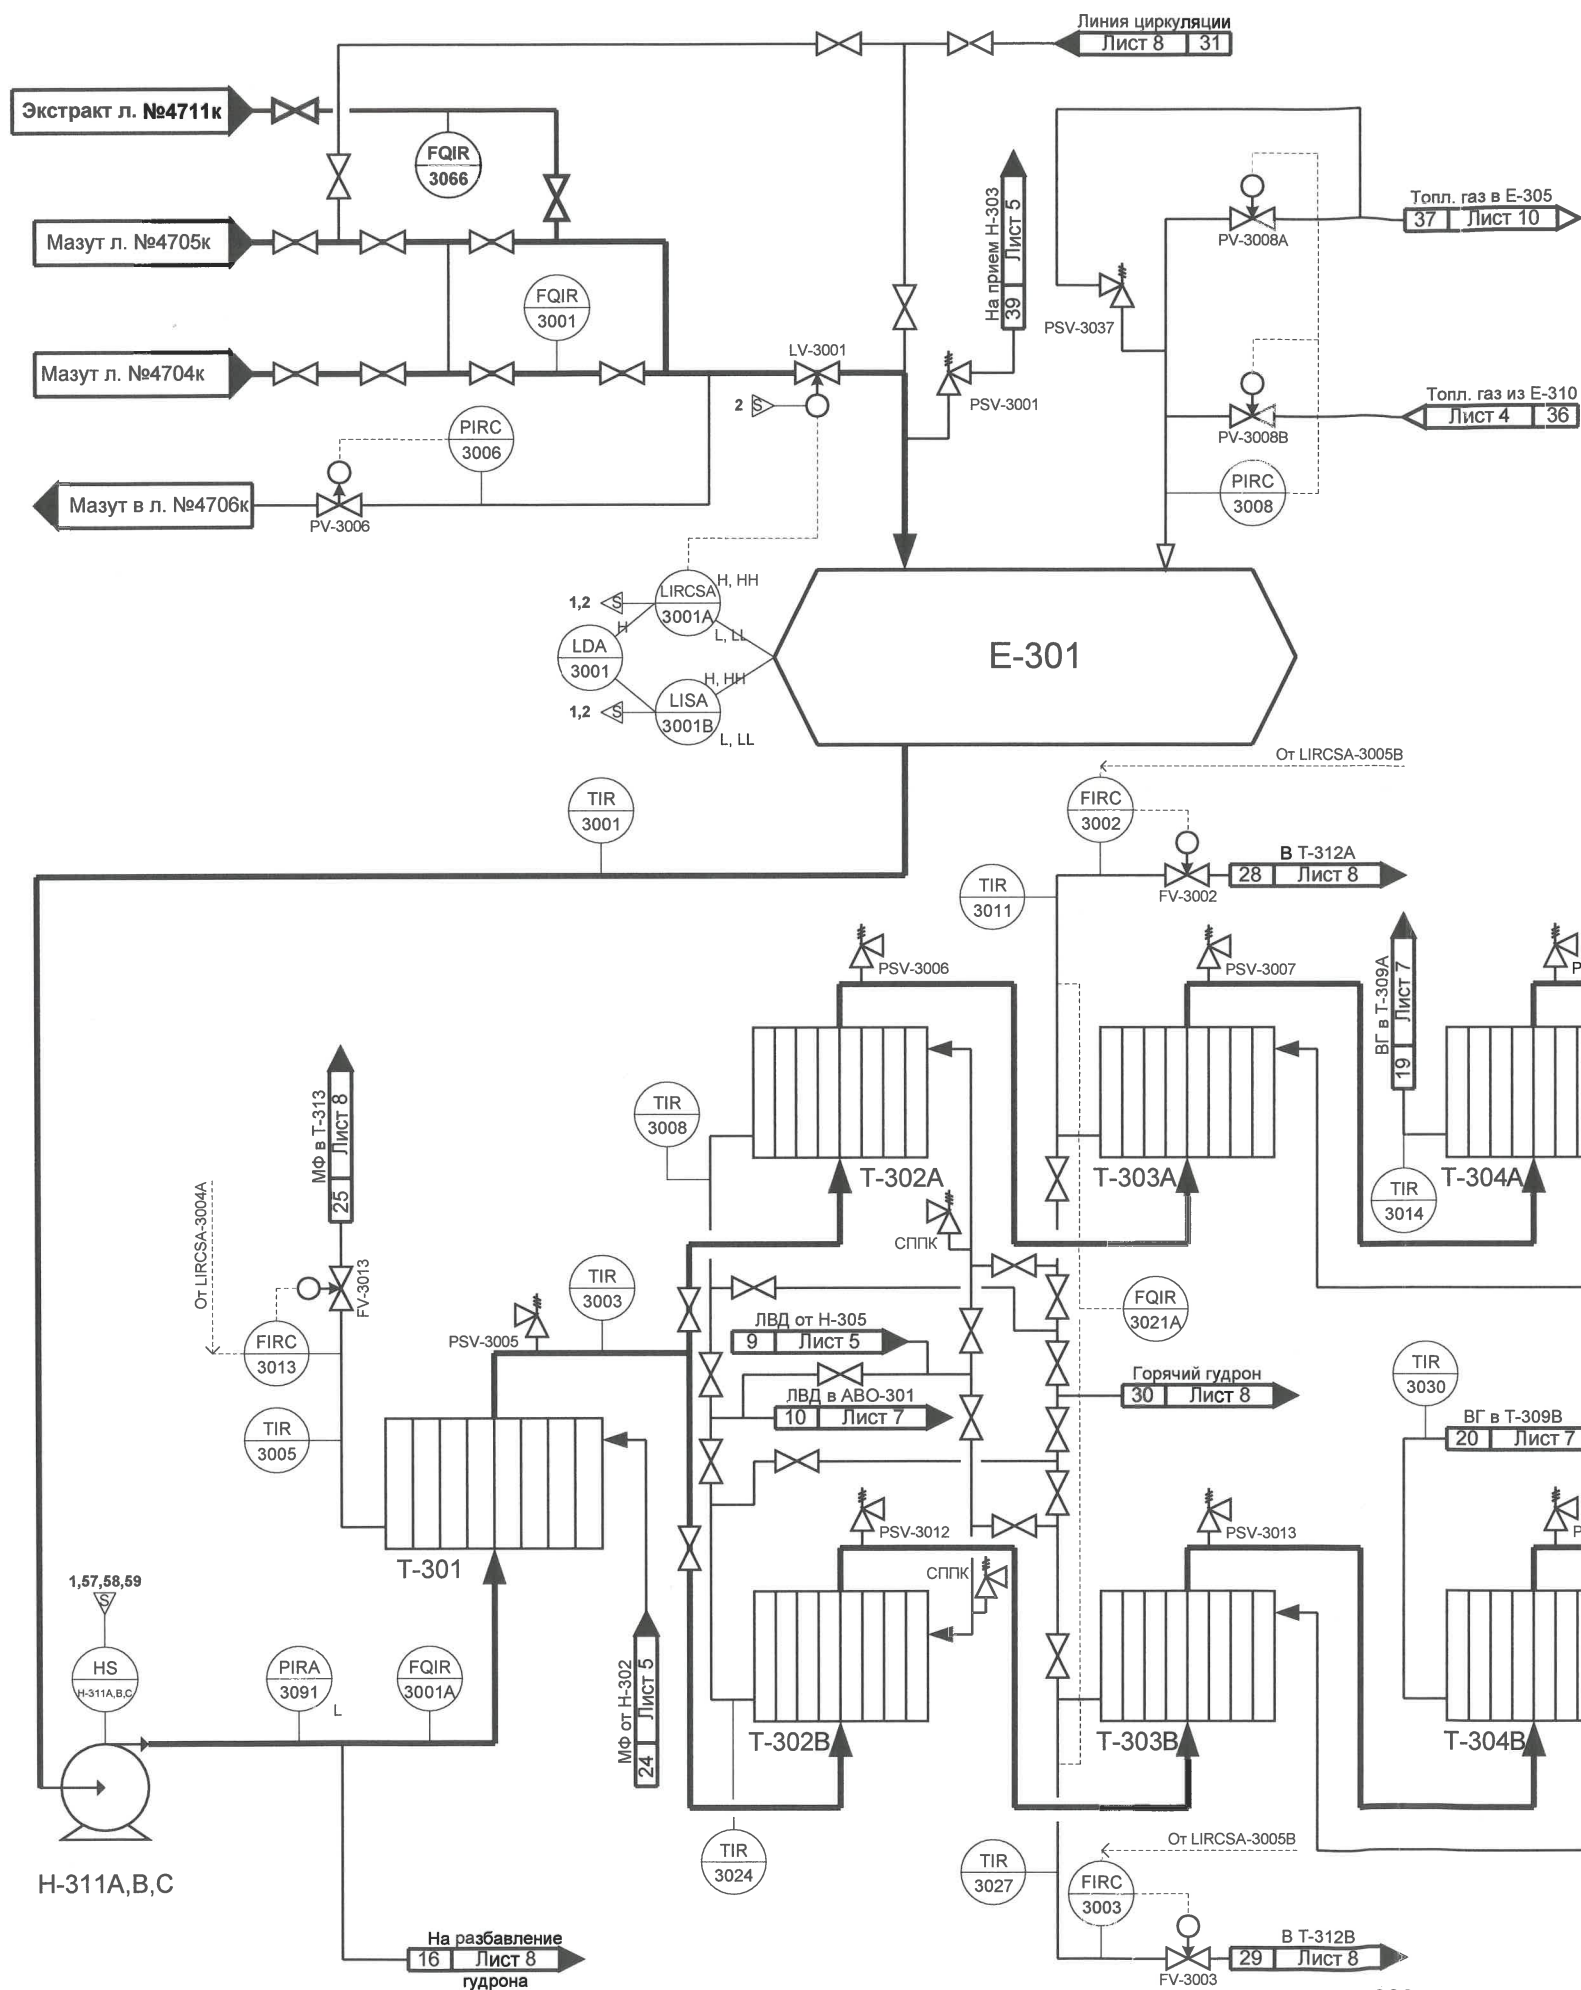 Линия циркуляции
Лист 8 31
Экстракт л. №4711к
FQIR
3066
Мазут л. №4705к
FQIR
3001
На прием Н-303
39 Лист 5
Топл. газ в Е-305
37 Лист 10
PV-3008A
PSV-3037
Мазут л. №4704к
LV-3001
2 S
PSV-3001
Топл. газ из Е-310
Лист 4 36
PV-3008B
PIRC
3006
PIRC
3008
Мазут в л. №4706к
PV-3006
H, HH
LIRCSA
3001A
1,2 S
H
L, LL
LDA
3001
E-301
H, HH
LISA
3001B
1,2 S
L, LL
От LIRCSA-3005B
TIR
3001
FIRC
3002
В Т-312А
28 Лист 8
FV-3002
TIR
3011
PSV-3006
PSV-3007
ВГ в Т-309А
19 Лист 7
P
МФ в Т-313
25 Лист 8
TIR
3008
T-302A
T-303A
T-304A
TIR
3014
От LIRCSA-3004A
СППК
FV-3013
TIR
3003
FQIR
3021A
FIRC
3013
PSV-3005
ЛВД от Н-305
9 Лист 5
TIR
3030
Горячий гудрон
30 Лист 8
ЛВД в АВО-301
10 Лист 7
TIR
3005
ВГ в Т-309В
20 Лист 7
PSV-3012
PSV-3013
P
T-301
СППК
1,57,58,59
S
HS
H-311A,B,C
PIRA
3091
L
FQIR
3001A
МФ от Н-302
24 Лист 5
T-302B
T-303B
T-304B
TIR
3024
От LIRCSA-3005B
TIR
3027
FIRC
3003
H-311A,B,C
На разбавление
16 Лист 8
гудрона
В Т-312В
29 Лист 8
FV-3003